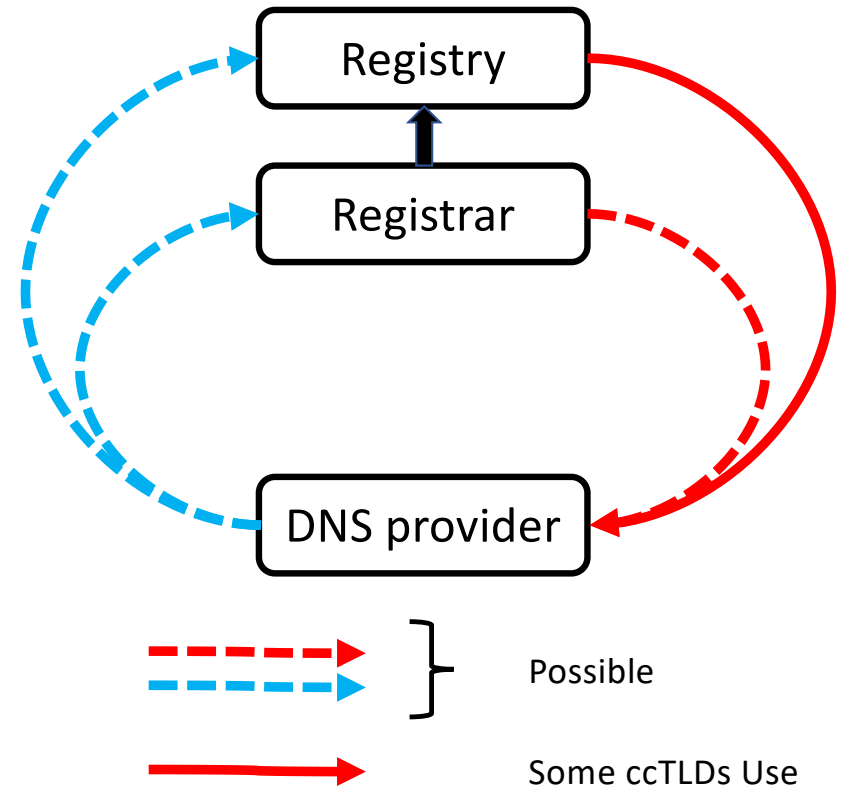 Registry
Registrar
DNS provider
Possible
Some ccTLDs Use